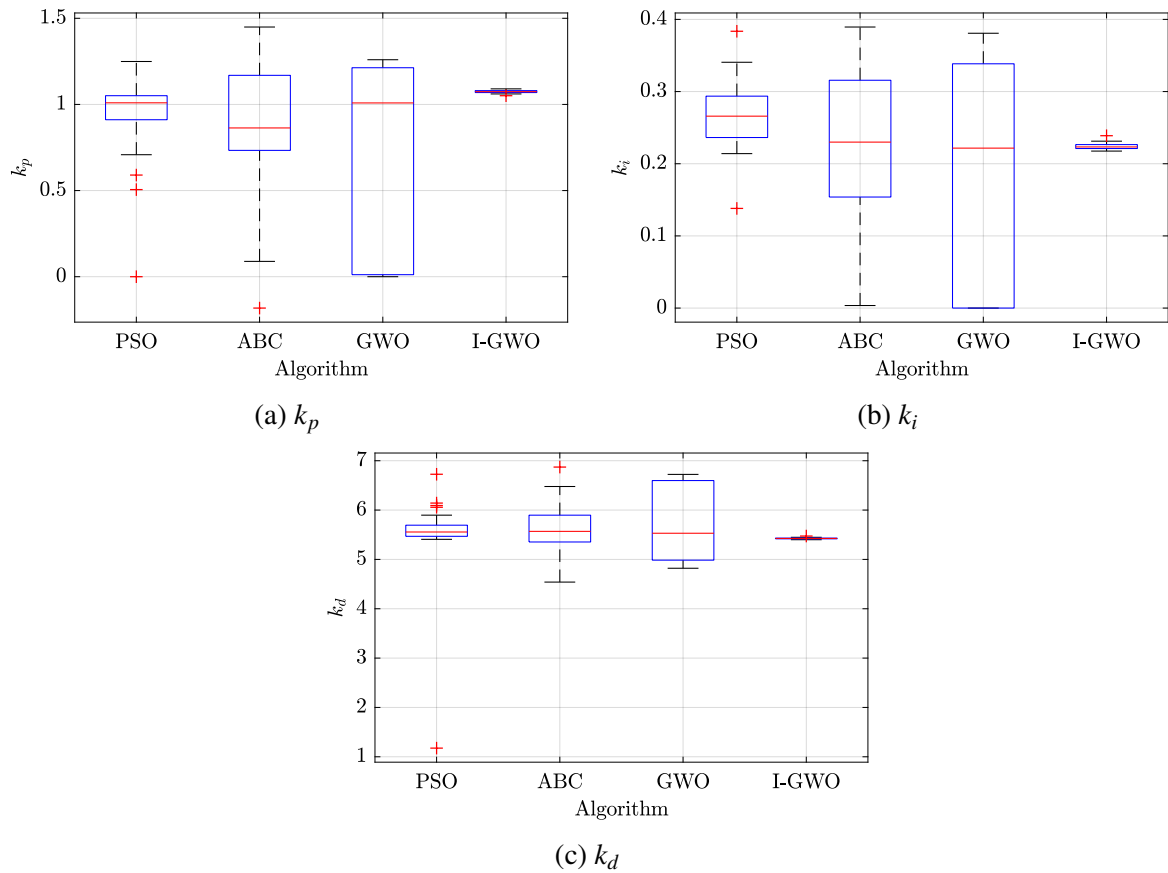 1.5
1
0.5
0
k_p
PSO ABC GWO I-GWO
Algorithm
(a) k_p
0.4
0.3
0.2
0.1
0
k_i
PSO ABC GWO I-GWO
Algorithm
(b) k_i
7
6
5
4
3
2
1
k_d
PSO ABC GWO I-GWO
Algorithm
(c) k_d